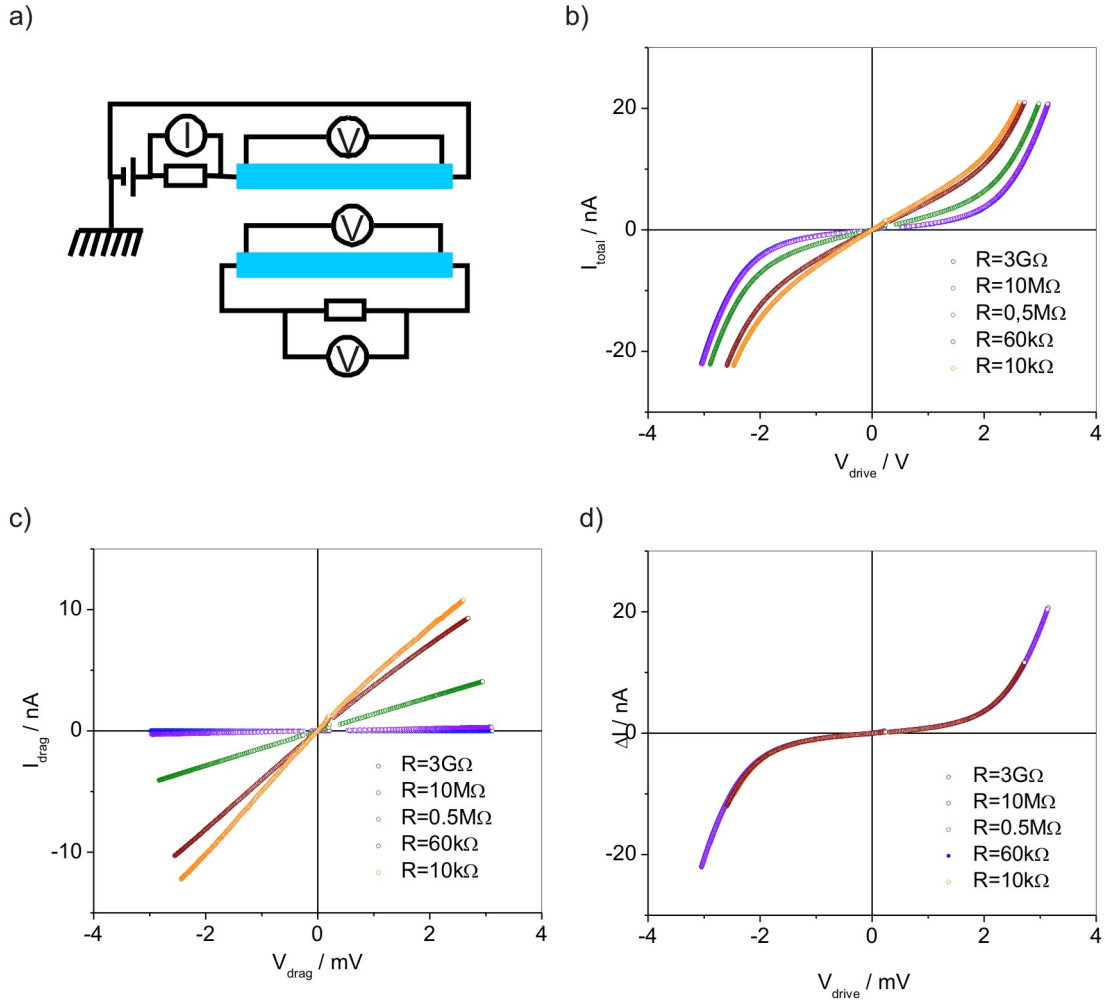 a)
I
V
V
V
b)
20
0
-20
I_total / nA
R=3GΩ
R=10MΩ
R=0,5MΩ
R=60kΩ
R=10kΩ
-4 -2 0 2 4
V_drive / V
c)
10
0
-10
I_drag / nA
R=3GΩ
R=10MΩ
R=0.5MΩ
R=60kΩ
R=10kΩ
-4 -2 0 2 4
V_drag / mV
d)
20
0
-20
ΔI / nA
R=3GΩ
R=10MΩ
R=0.5MΩ
R=60kΩ
R=10kΩ
-4 -2 0 2 4
V_drive / mV